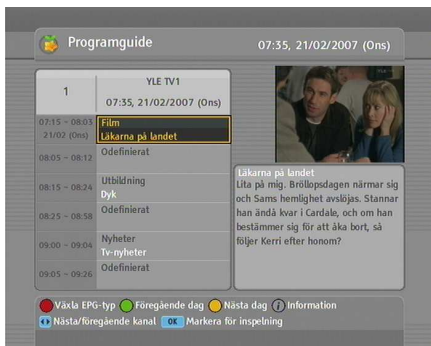 Programguide
07:35, 21/02/2007 (Ons)
1
YLE TV1
07:35, 21/02/2007 (Ons)
07:15 ~ 08:03
21/02 (Ons)
Film
Läkarna på landet
08:05 ~ 08:12
Odefinierat
08:15 ~ 08:24
Utbildning
Dyk
08:25 ~ 08:58
Odefinierat
09:00 ~ 09:04
Nyheter
Tv-nyheter
09:05 ~ 09:26
Odefinierat
Läkarna på landet
Lita på mig. Bröllopsdagen närmar sig
och Sams hemlighet avslöjas. Stannar
han ändå kvar i Cardale, och om han
bestämmer sig för att åka bort, så
följer Kerri efter honom?
Växla EPG-typ Föregående dag Nästa dag i Information
Nästa/föregående kanal OK Markera för inspelning